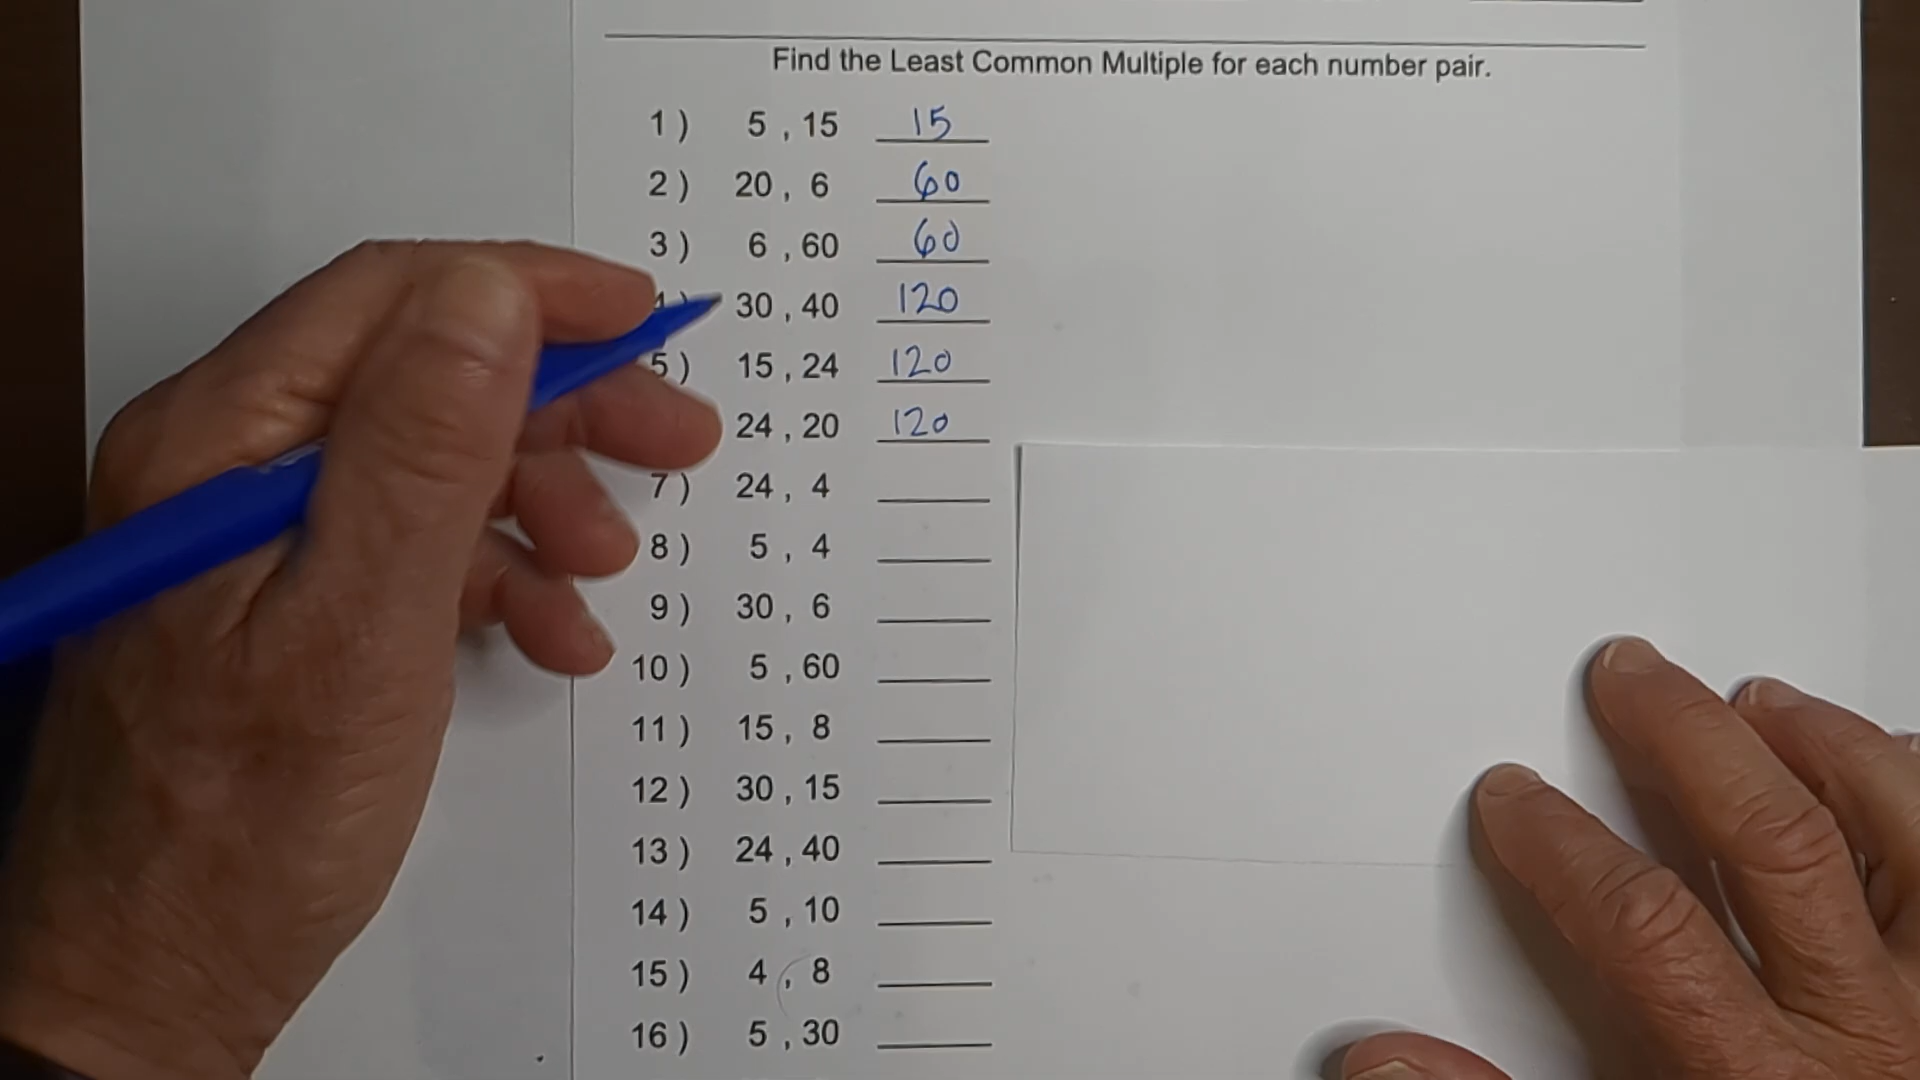 Find the Least Common Multiple for each number pair.
1) 5 , 15 15
2) 20 , 6 60
3) 6 , 60 60
4) 30 , 40 120
5) 15 , 24 120
24 , 20 120
7) 24 , 4
8) 5 , 4
9) 30 , 6
10) 5 , 60
11) 15 , 8
12) 30 , 15
13) 24 , 40
14) 5 , 10
15) 4 , 8
16) 5 , 30